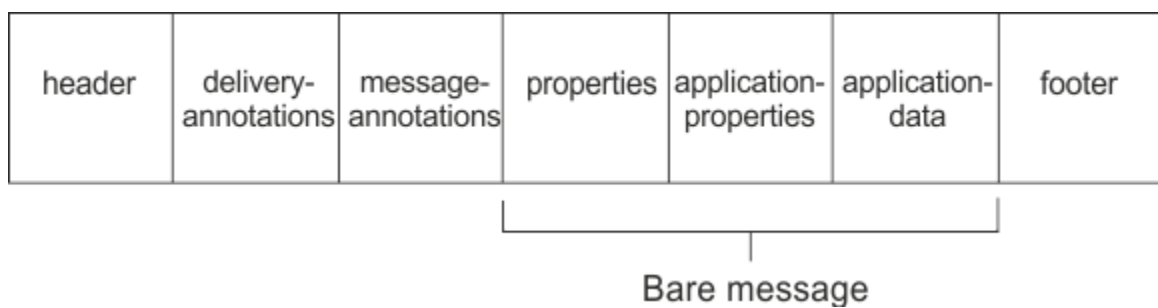 header
delivery-
annotations
message-
annotations
properties
application-
properties
application-
data
footer
Bare message